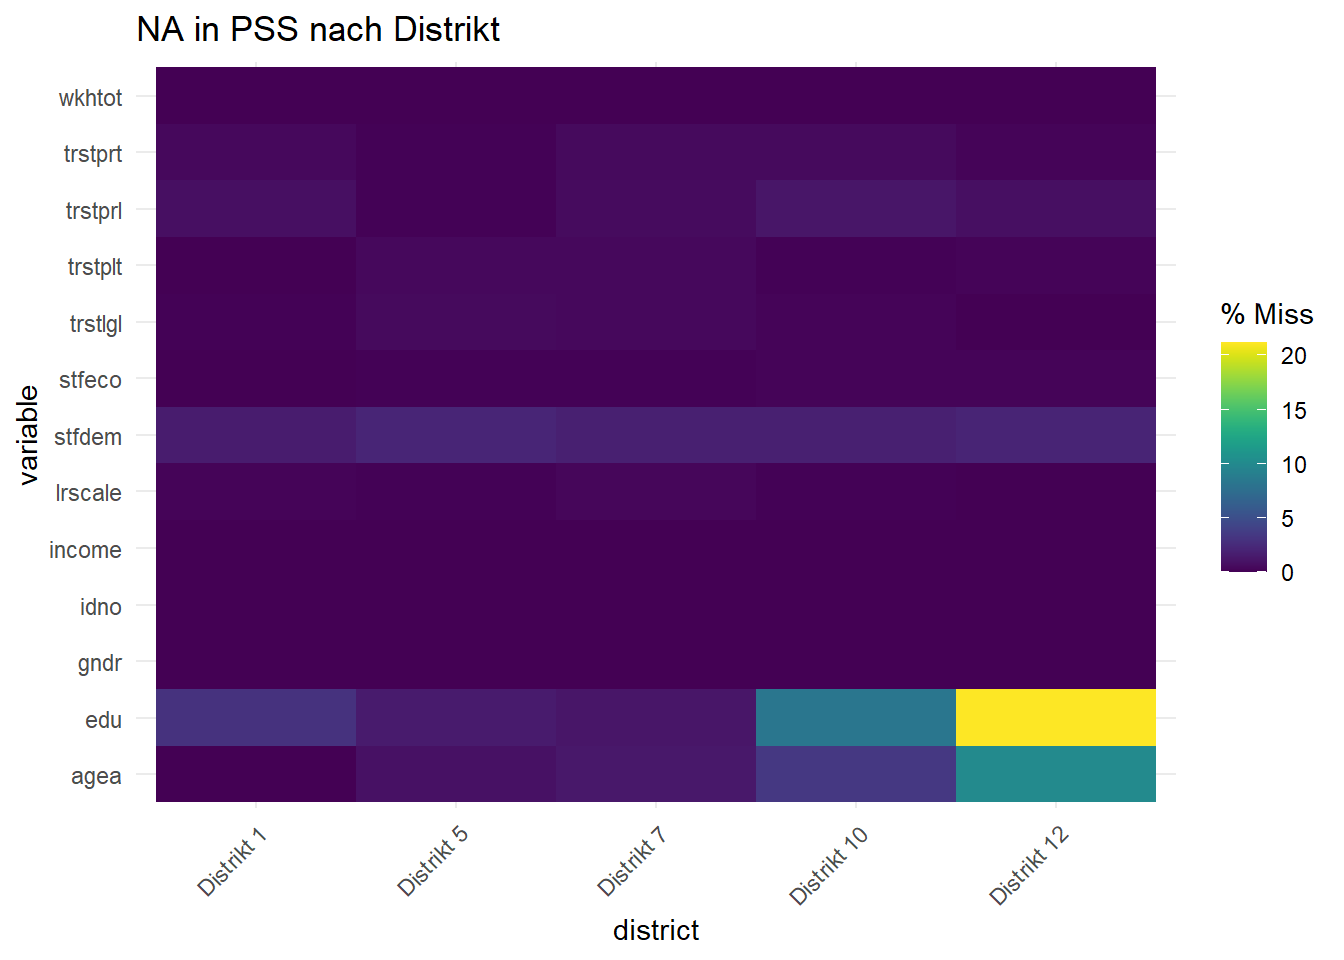 NA in PSS nach Distrikt
variable
wkhtot
trstprt
trstprl
trstplt
trstlgl
stfeco
stfdem
lrscale
income
idno
gndr
edu
agea
Distrikt 1
Distrikt 5
Distrikt 7
Distrikt 10
Distrikt 12
district
% Miss
20
15
10
5
0